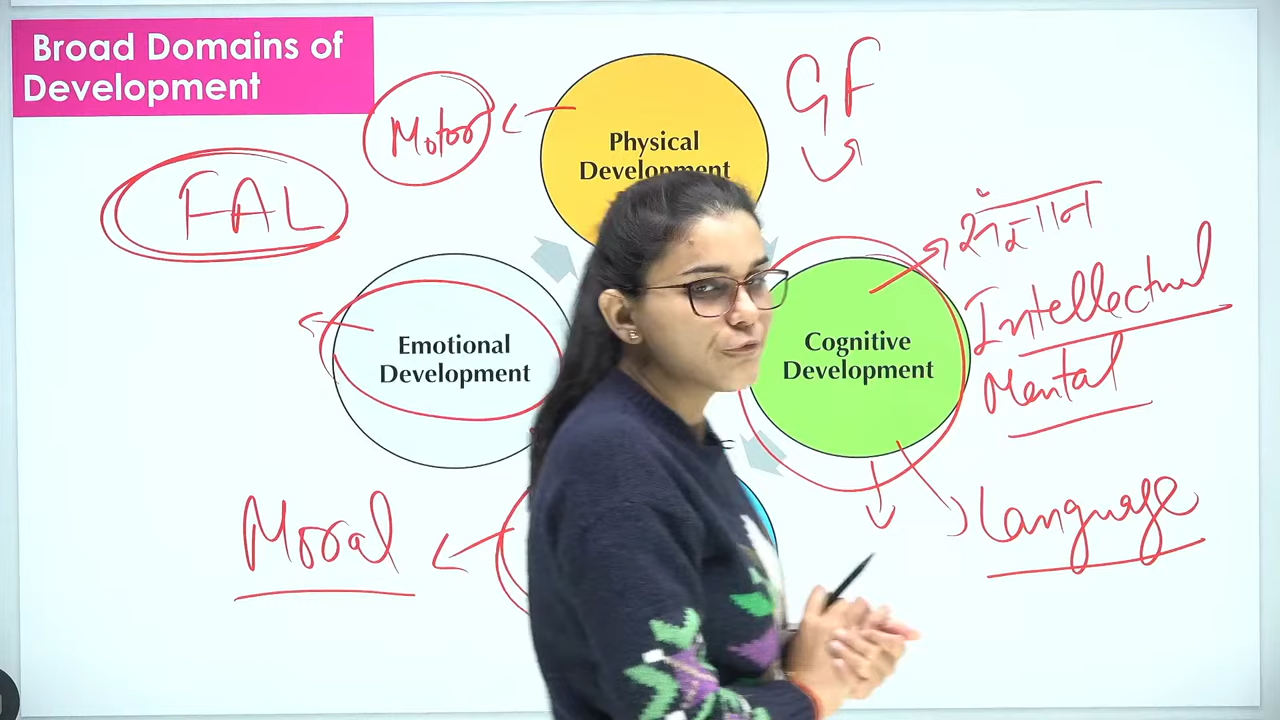 Broad Domains of
Development
GF
Motor
Physical
Development
FAL
संज्ञान
Intellectual
Emotional
Development
Cognitive
Development
Mental
Moral
Language